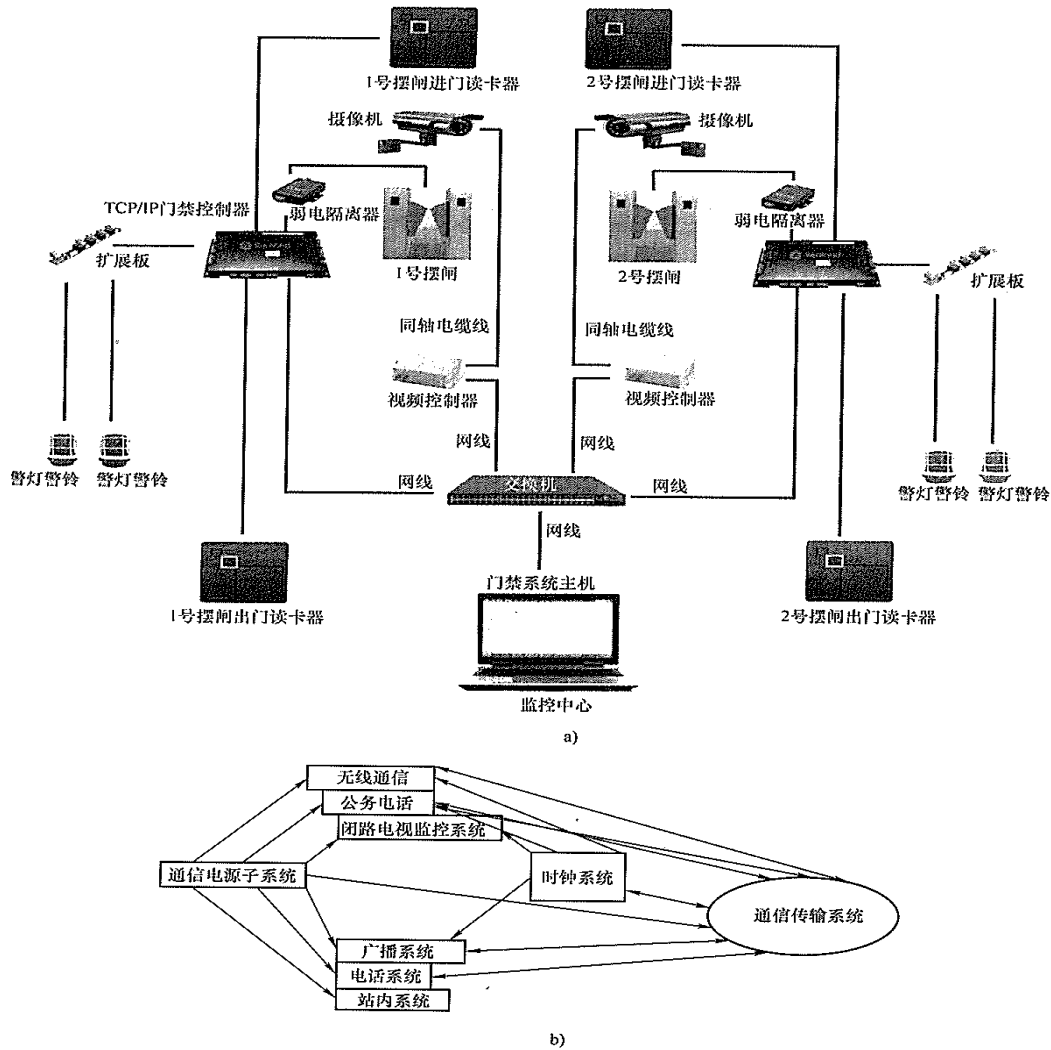 1号摆闸进门读卡器
2号摆闸进门读卡器
摄像机
摄像机
TCP/IP门禁控制器
弱电隔离器
弱电隔离器
扩展板
1号摆闸
2号摆闸
扩展板
同轴电缆线
同轴电缆线
视频控制器
视频控制器
网线
网线
警灯警铃
警灯警铃
网线
交换机
网线
警灯警铃
警灯警铃
网线
门禁系统主机
1号摆闸出门读卡器
2号摆闸出门读卡器
监控中心
a)
无线通信
公务电话
闭路电视监控系统
通信电源子系统
时钟系统
通信传输系统
广播系统
电话系统
站内系统
b)